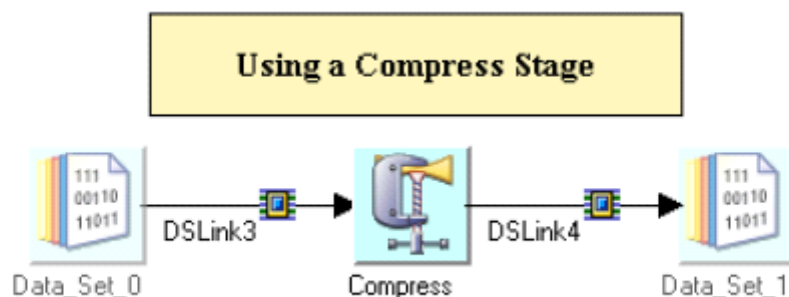 Using a Compress Stage
111
00110
11011
111
00110
11011
DSLink3
DSLink4
Data_Set_0
Compress
Data_Set_1